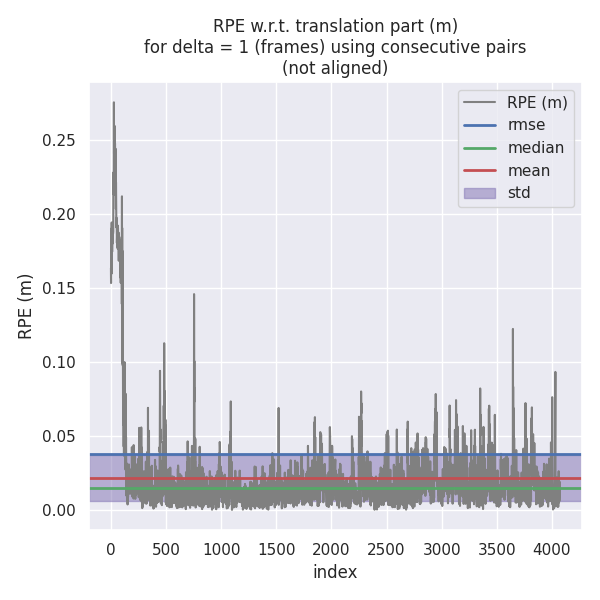 RPE w.r.t. translation part (m)
for delta = 1 (frames) using consecutive pairs
(not aligned)
RPE (m)
rmse
median
mean
std
0.25
0.20
0.15
0.10
0.05
0.00
RPE (m)
0 500 1000 1500 2000 2500 3000 3500 4000
index